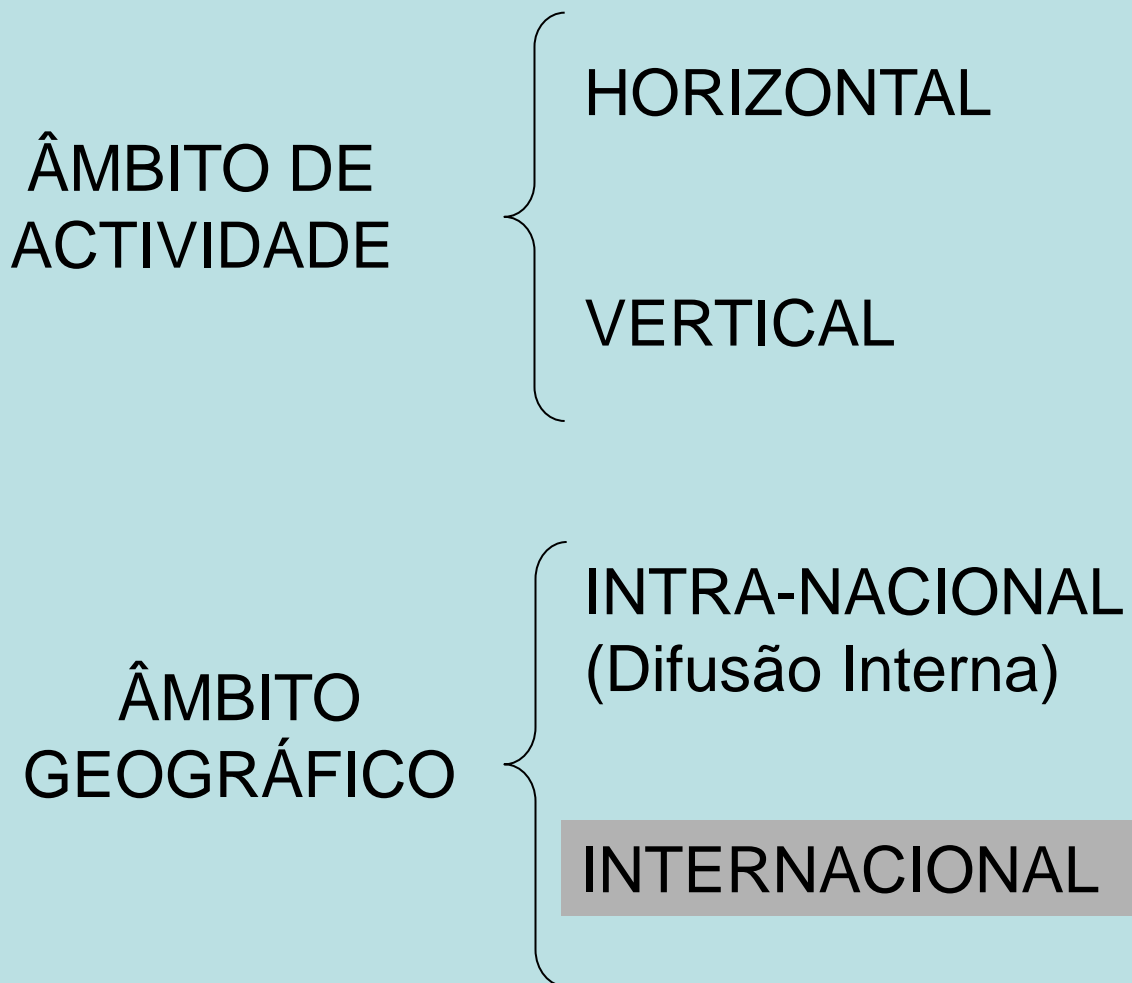 ÂMBITO DE
ACTIVIDADE
HORIZONTAL
VERTICAL
ÂMBITO
GEOGRÁFICO
INTRA-NACIONAL
(Difusão Interna)
INTERNACIONAL